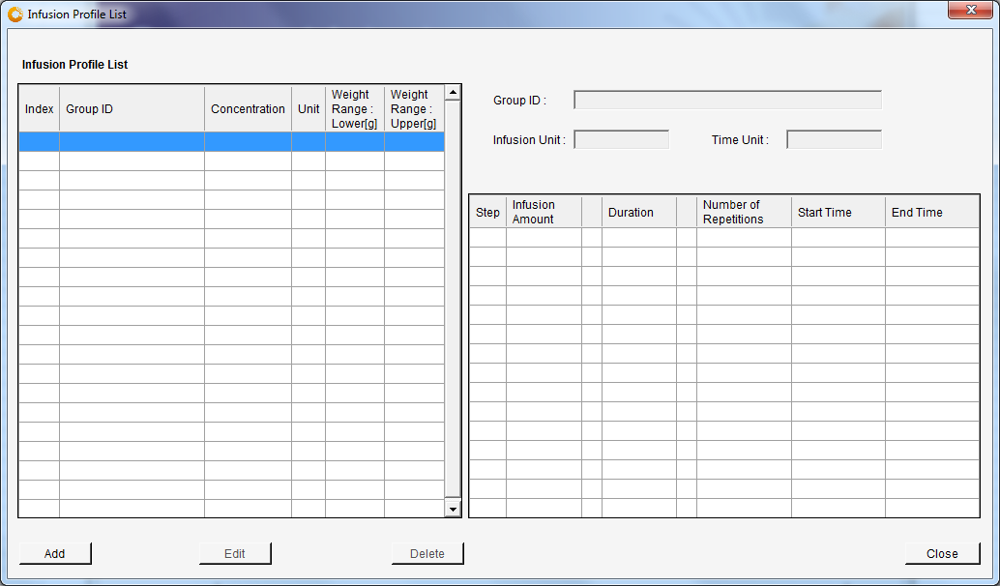 Infusion Profile List
Infusion Profile List
Index
Group ID
Concentration
Unit
Weight
Range :
Lower[g]
Weight
Range :
Upper[g]
Group ID :
Infusion Unit :
Time Unit :
Step
Infusion
Amount
Duration
Number of
Repetitions
Start Time
End Time
Add
Edit
Delete
Close